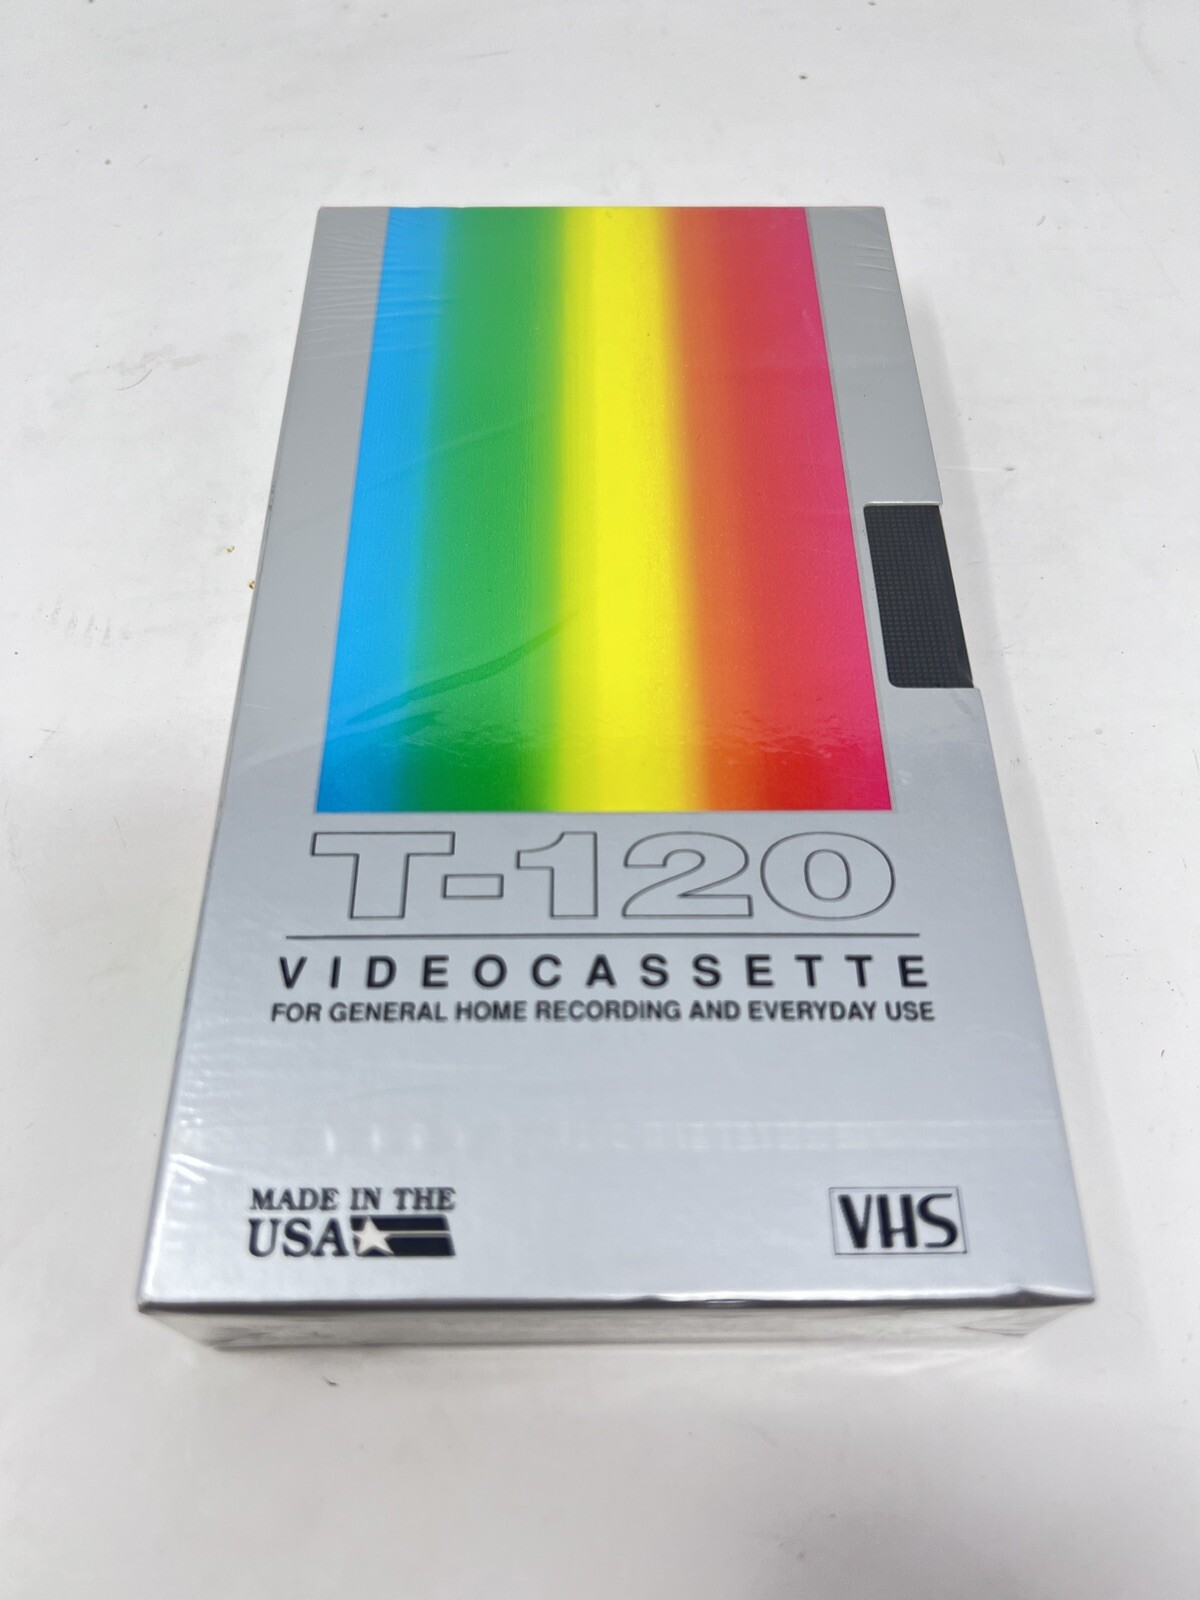 T-120
VIDEOCASSETTE
FOR GENERAL HOME RECORDING AND EVERYDAY USE
MADE IN THE
USA
VHS